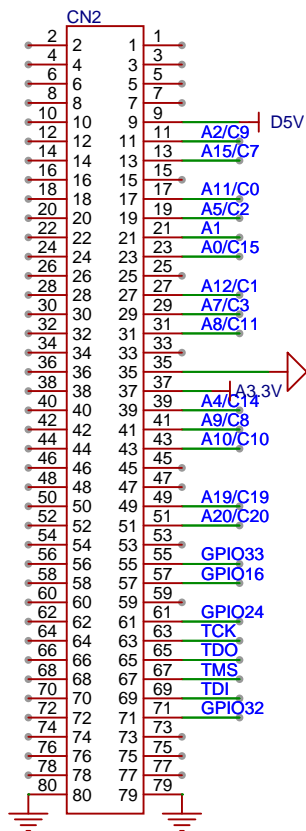 CN2
2 2 1 1
4 4 3 3
6 6 5 5
8 8 7 7
10 10 9 9 D5V
12 12 11 11 A2/C9
14 14 13 13 A15/C7
16 16 15 15
18 18 17 17 A11/C0
20 20 19 19 A5/C2
22 22 21 21 A1
24 24 23 23 A0/C15
26 26 25 25
28 28 27 27 A12/C1
30 30 29 29 A7/C3
32 32 31 31 A8/C11
34 34 33 33
36 36 35 35
38 38 37 37 A3.3V
40 40 39 39 A4/C14
42 42 41 41 A9/C8
44 44 43 43 A10/C10
46 46 45 45
48 48 47 47
50 50 49 49 A19/C19
52 52 51 51 A20/C20
54 54 53 53
56 56 55 55 GPIO33
58 58 57 57 GPIO16
60 60 59 59
62 62 61 61 GPIO24
64 64 63 63 TCK
66 66 65 65 TDO
68 68 67 67 TMS
70 70 69 69 TDI
72 72 71 71 GPIO32
74 74 73 73
76 76 75 75
78 78 77 77
80 80 79 79